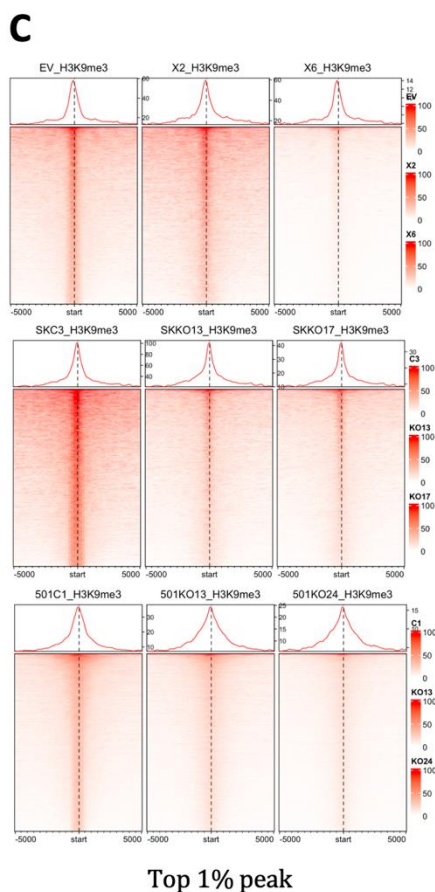 C
EV_H3K9me3 X2_H3K9me3 X6_H3K9me3
60 60 14
40 40 12
20 20
EV
100
50
0
X2
100
50
0
X6
100
50
0
-5000 start 5000 -5000 start 5000 -5000 start 5000
SKC3_H3K9me3 SKKO13_H3K9me3 SKKO17_H3K9me3
100 40 30
80 30
60 20
40 10
C3
100
50
0
KO13
100
50
0
KO17
100
50
0
-5000 start 5000 -5000 start 5000 -5000 start 5000
501C1_H3K9me3 501KO13_H3K9me3 501KO24_H3K9me3
30 25 15
20 20
10 15
10
C1
100
50
0
KO13
100
50
0
KO24
100
50
0
-5000 start 5000 -5000 start 5000 -5000 start 5000
Top 1% peak